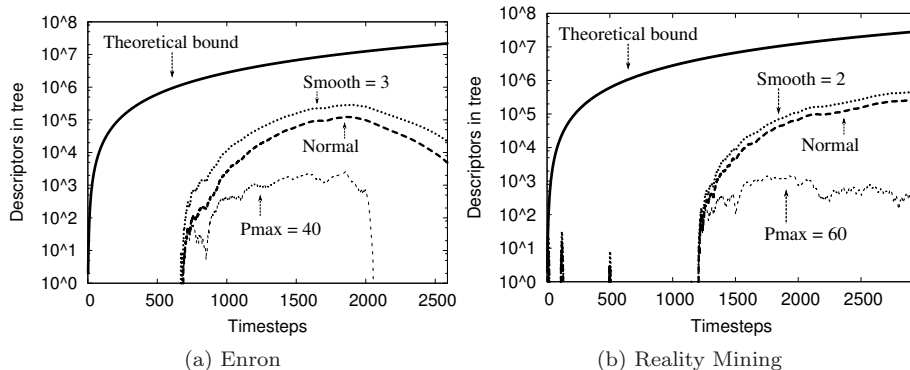 10^8
10^7
10^6
10^5
10^4
10^3
10^2
10^1
10^0
Descriptors in tree
Theoretical bound
Smooth = 3
Normal
Pmax = 40
0 500 1000 1500 2000 2500
Timesteps
(a) Enron
10^8
10^7
10^6
10^5
10^4
10^3
10^2
10^1
10^0
Descriptors in tree
Theoretical bound
Smooth = 2
Normal
Pmax = 60
0 500 1000 1500 2000 2500
Timesteps
(b) Reality Mining